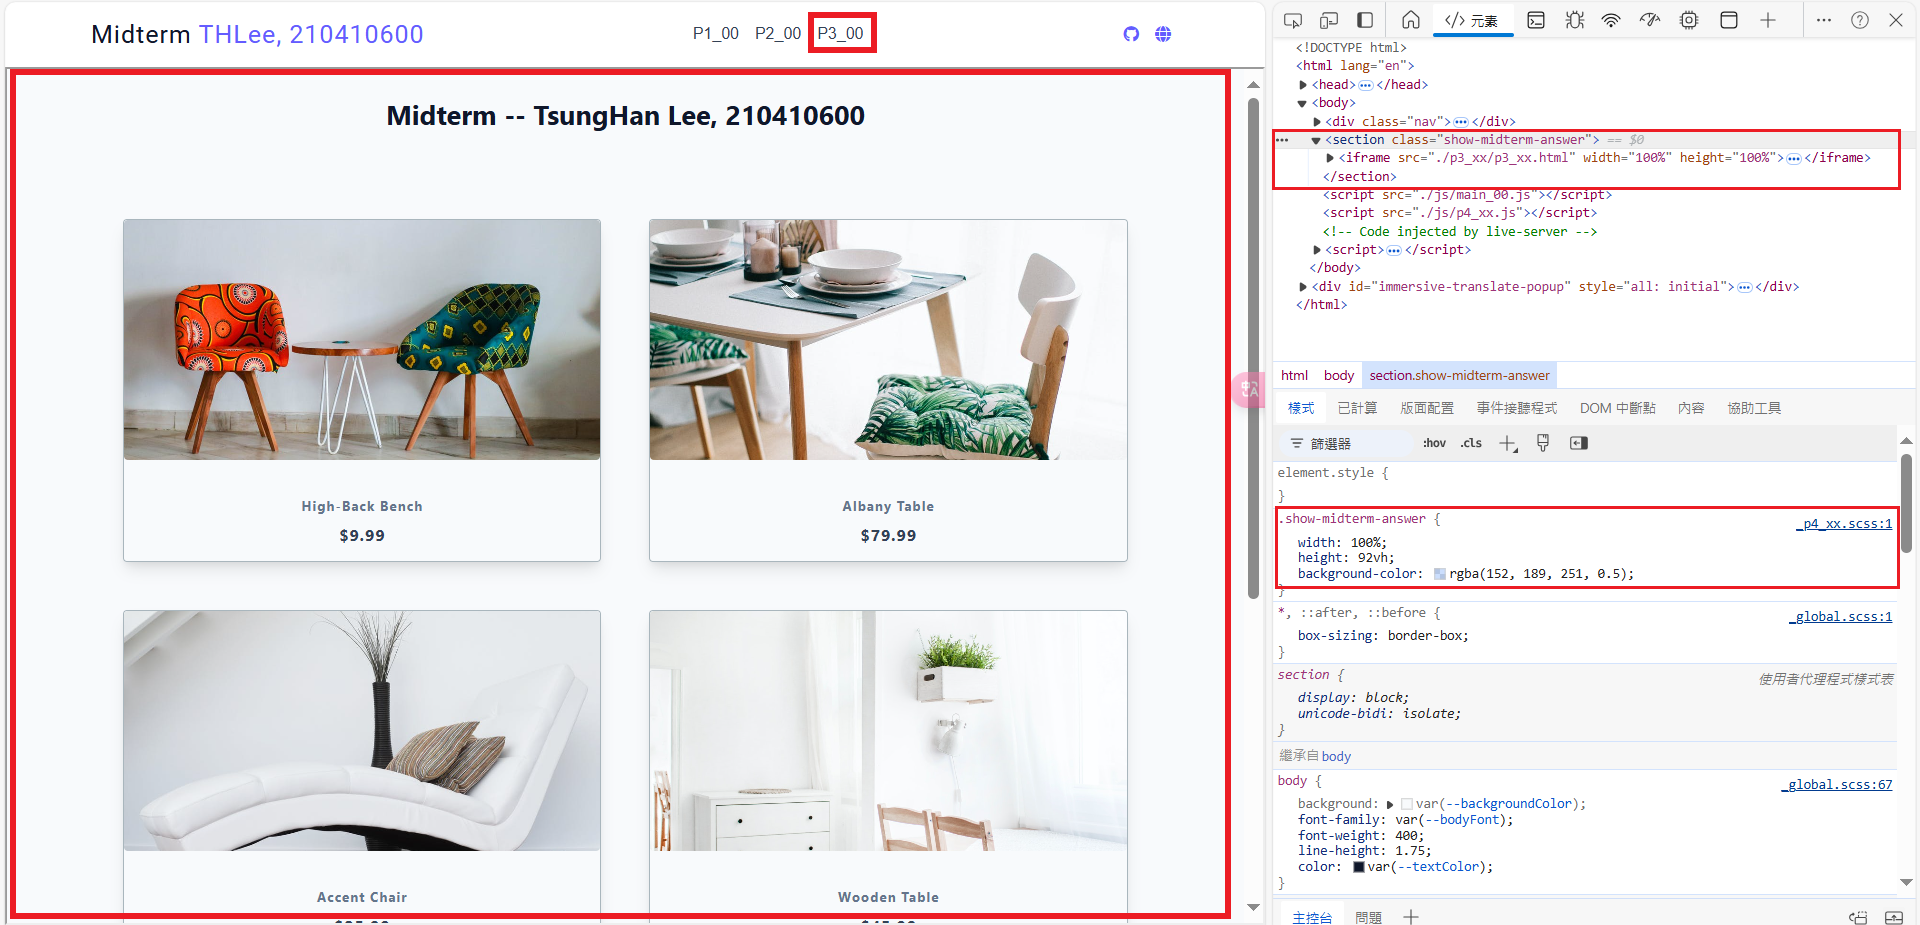 Midterm THLee, 210410600
P1_00 P2_00 P3_00
Midterm -- TsungHan Lee, 210410600
High-Back Bench
$9.99
Albany Table
$79.99
Accent Chair
Wooden Table
</> 元素
<!DOCTYPE html>
<html lang="en">
<head> ••• </head>
<body>
<div class="nav"> ••• </div>
••• <section class="show-midterm-answer"> == $0
<iframe src="./p3_xx/p3_xx.html" width="100%" height="100%"> ••• </iframe>
</section>
<script src="./js/main_00.js"></script>
<script src="./js/p4_xx.js"></script>
<!-- Code injected by live-server -->
<script> ••• </script>
</body>
<div id="immersive-translate-popup" style="all: initial"> ••• </div>
</html>
html body section.show-midterm-answer
樣式 已計算 版面配置 事件接聽程式 DOM 中斷點 內容 協助工具
篩選器 :hov .cls
element.style {
}
.show-midterm-answer { _p4_xx.scss:1
width: 100%;
height: 92vh;
background-color: rgba(152, 189, 251, 0.5);
}
*, ::after, ::before { _global.scss:1
box-sizing: border-box;
}
section { 使用者代理程式樣式表
display: block;
unicode-bidi: isolate;
}
繼承自 body
body { _global.scss:67
background: var(--backgroundColor);
font-family: var(--bodyFont);
font-weight: 400;
line-height: 1.75;
color: var(--textColor);
}
主控台 問題